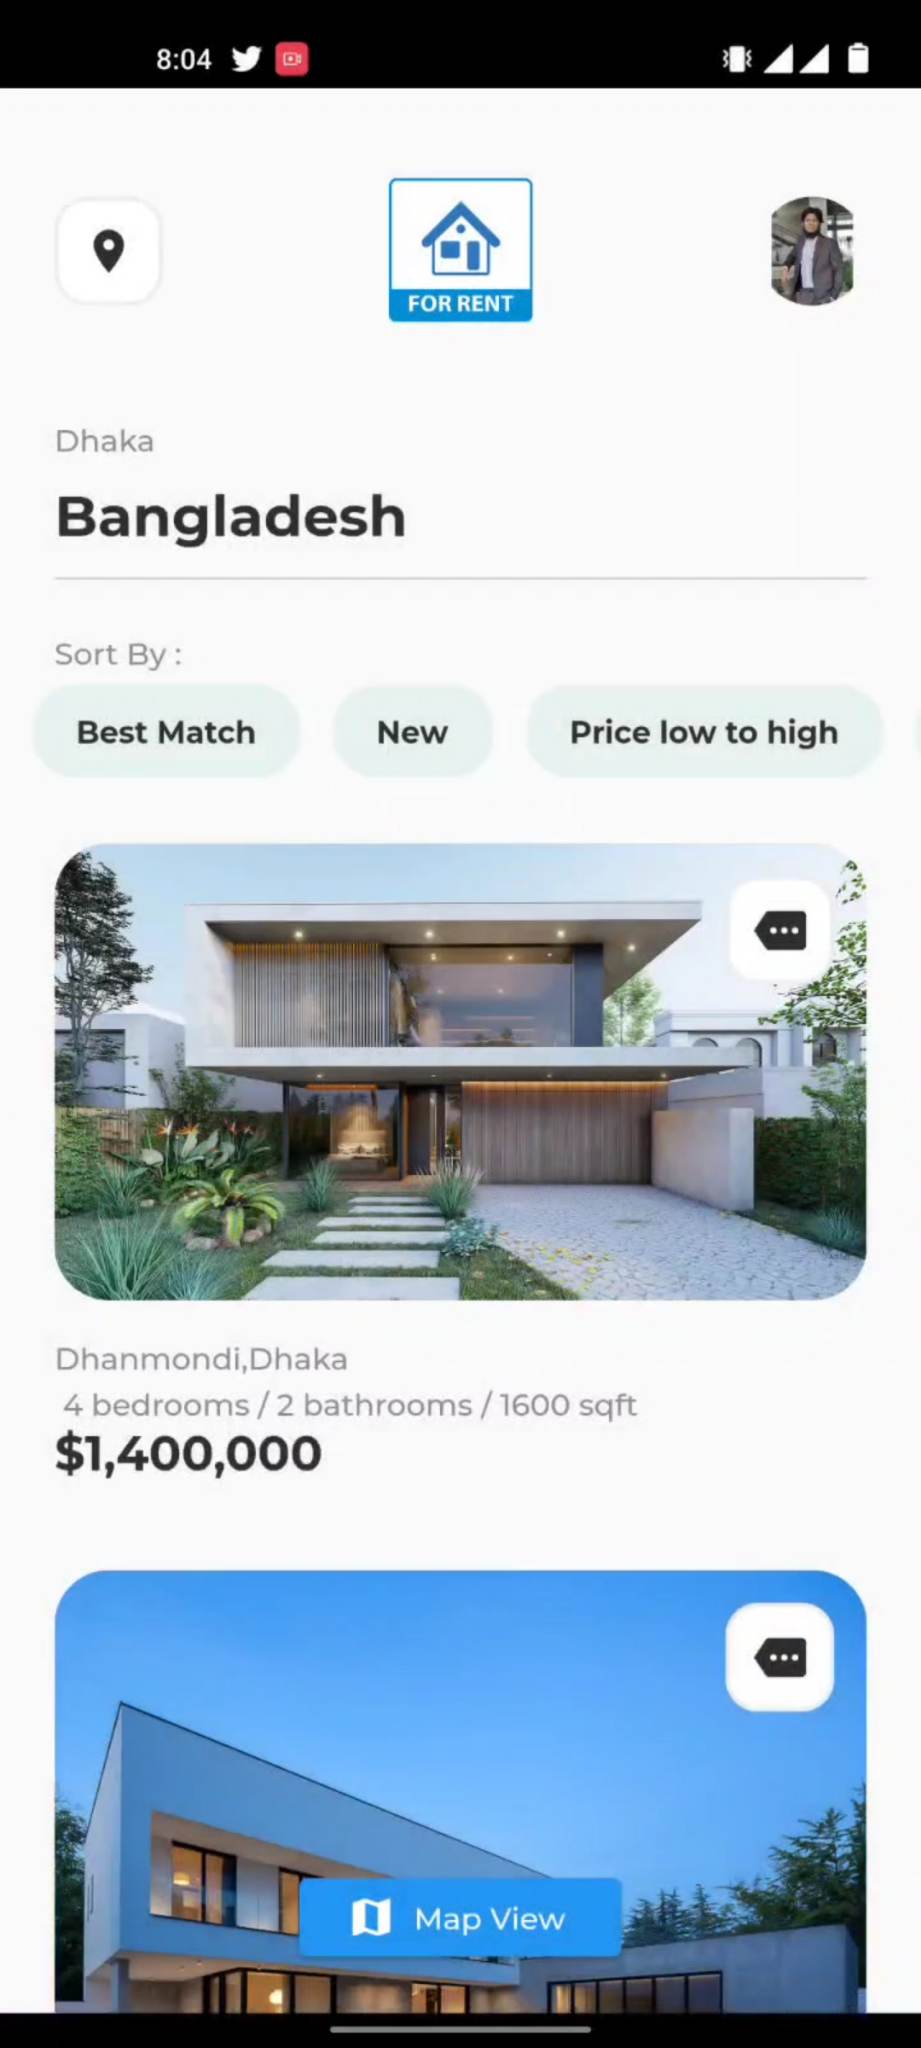 8:04
FOR RENT
Dhaka
Bangladesh
Sort By :
Best Match New Price low to high
Dhanmondi,Dhaka
4 bedrooms / 2 bathrooms / 1600 sqft
$1,400,000
Map View